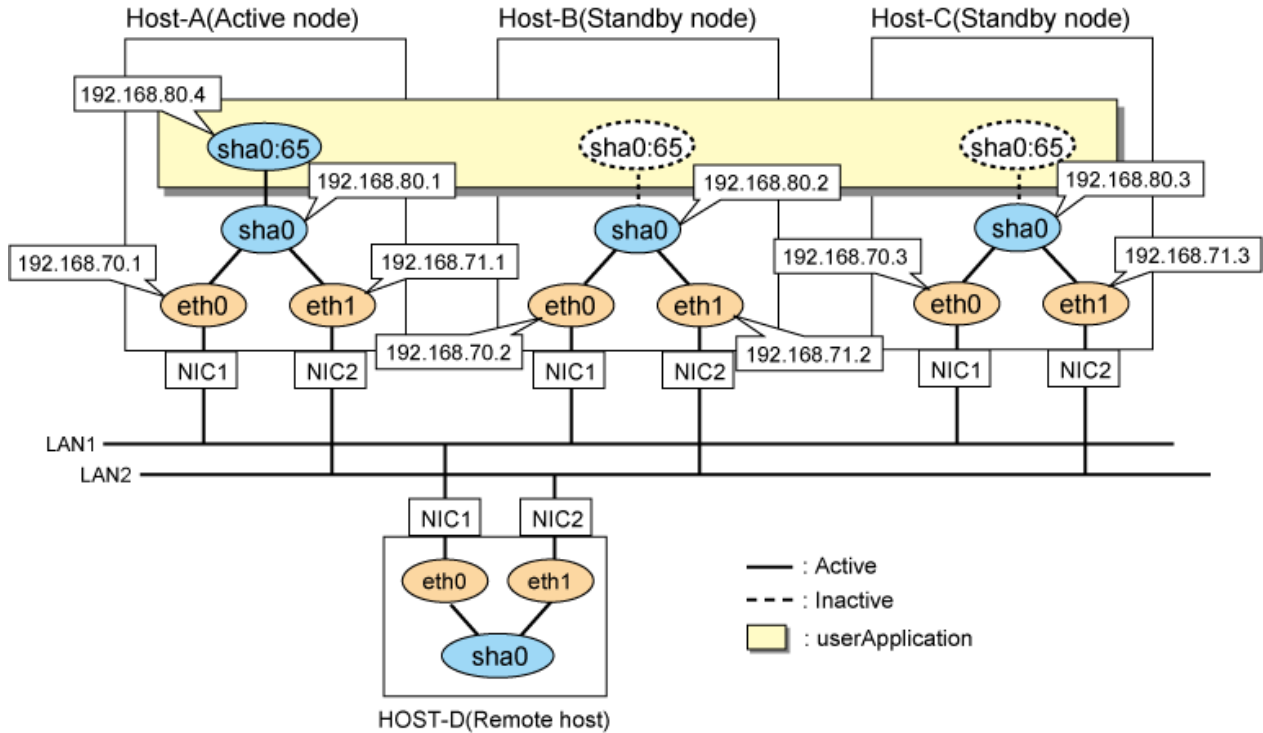 Host-A(Active node)
Host-B(Standby node)
Host-C(Standby node)
192.168.80.4
sha0:65
sha0:65
sha0:65
192.168.80.1
192.168.80.2
192.168.80.3
sha0
sha0
sha0
192.168.70.1
192.168.71.1
192.168.70.3
192.168.71.3
eth0
eth1
eth0
eth1
eth0
eth1
192.168.70.2
192.168.71.2
NIC1
NIC2
NIC1
NIC2
NIC1
NIC2
LAN1
LAN2
NIC1
NIC2
eth0
eth1
sha0
HOST-D(Remote host)
: Active
: Inactive
: userApplication